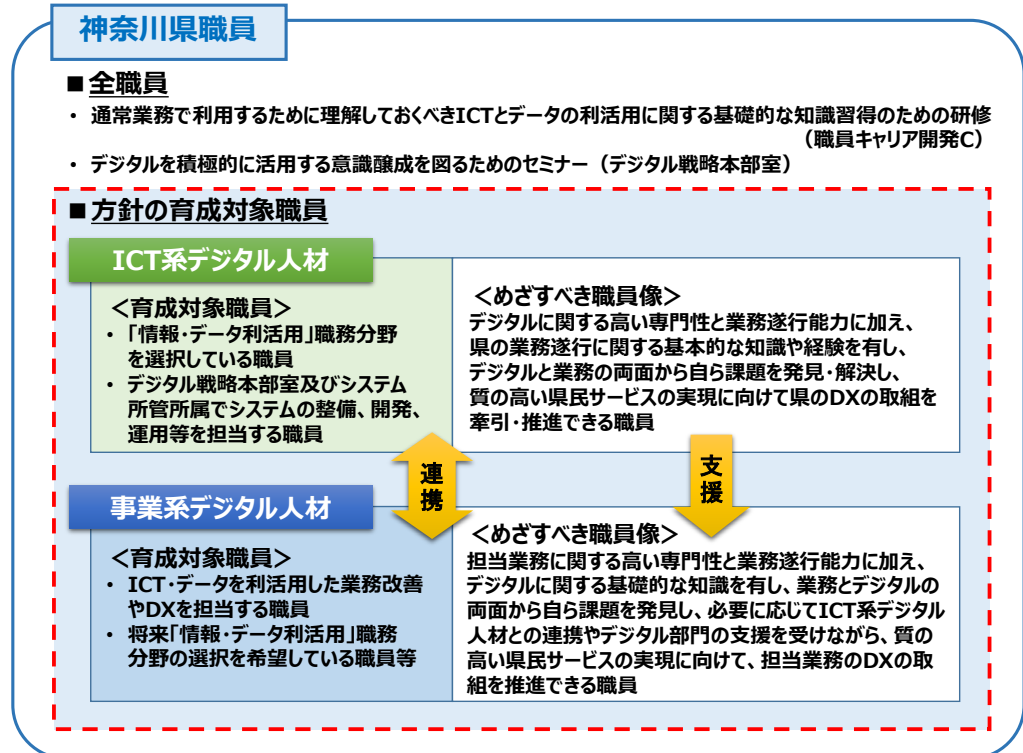 神奈川県職員
■全職員
・ 通常業務で利用するために理解しておくべきICTとデータの利活用に関する基礎的な知識習得のための研修
（職員キャリア開発C）
・ デジタルを積極的に活用する意識醸成を図るためのセミナー（デジタル戦略本部室）
■方針の育成対象職員
ICT系デジタル人材
＜育成対象職員＞
・ 「情報・データ利活用」職務分野
を選択している職員
・ デジタル戦略本部室及びシステム
所管所属でシステムの整備、開発、
運用等を担当する職員
＜めざすべき職員像＞
デジタルに関する高い専門性と業務遂行能力に加え、
県の業務遂行に関する基本的な知識や経験を有し、
デジタルと業務の両面から自ら課題を発見・解決し、
質の高い県民サービスの実現に向けて県のDXの取組を
牽引・推進できる職員
連携
支援
事業系デジタル人材
＜育成対象職員＞
・ ICT・データを利活用した業務改善
やDXを担当する職員
・ 将来「情報・データ利活用」職務
分野の選択を希望している職員等
＜めざすべき職員像＞
担当業務に関する高い専門性と業務遂行能力に加え、
デジタルに関する基礎的な知識を有し、業務とデジタルの
両面から自ら課題を発見し、必要に応じてICT系デジタル
人材との連携やデジタル部門の支援を受けながら、質の
高い県民サービスの実現に向けて、担当業務のDXの取
組を推進できる職員